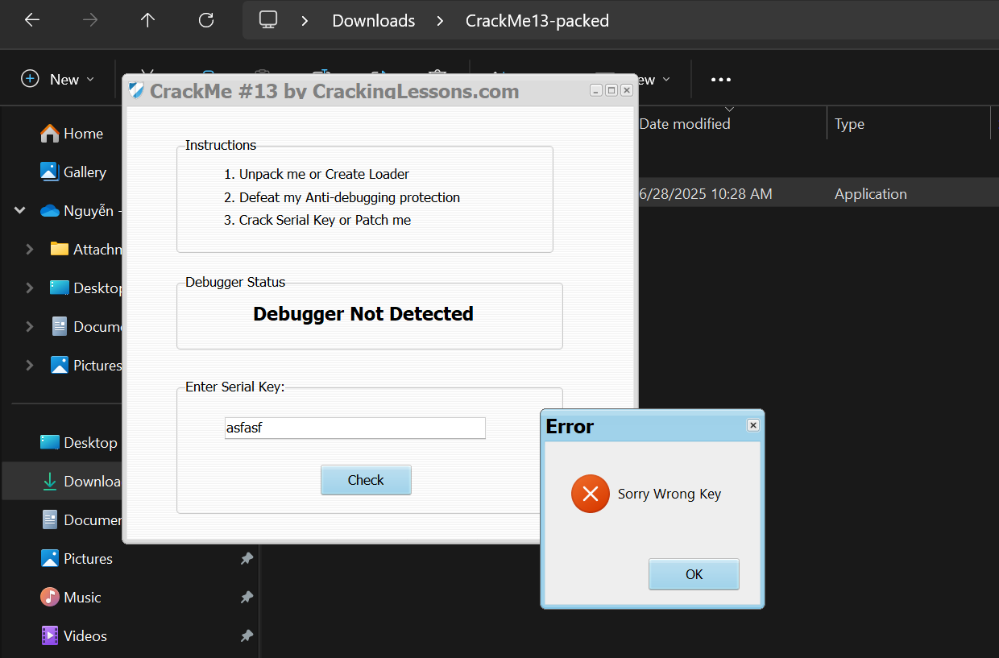 Downloads
CrackMe13-packed
New
CrackMe #13 by CrackingLessons.com
Date modified
Type
Home
Gallery
Nguyễn -
Desktop
Pictures
6/28/2025 10:28 AM
Application
Instructions
1. Unpack me or Create Loader
2. Defeat my Anti-debugging protection
3. Crack Serial Key or Patch me
Debugger Status
Debugger Not Detected
Enter Serial Key:
asfasf
Check
Error
Sorry Wrong Key
OK
Desktop
Downloa
Documen
Pictures
Music
Videos